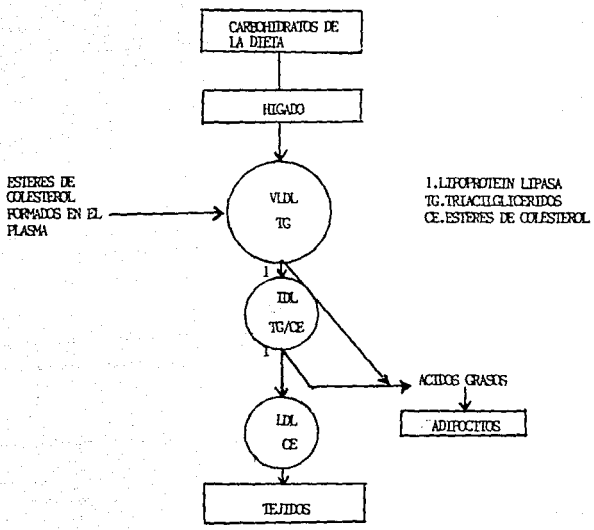 CARBOHIDRATOS DE
LA DIETA
HIGADO
ESTERES DE
COLESTEROL
FORMADOS EN EL
PLASMA
VLDL
TG
1.LIPOPROTEIN LIPASA
TG.TRIACILGLICERIDOS
CE.ESTERES DE COLESTEROL
1
IDL
TG/CE
1
ACIDOS GRASOS
ADIPOCITOS
LDL
CE
TEJIDOS